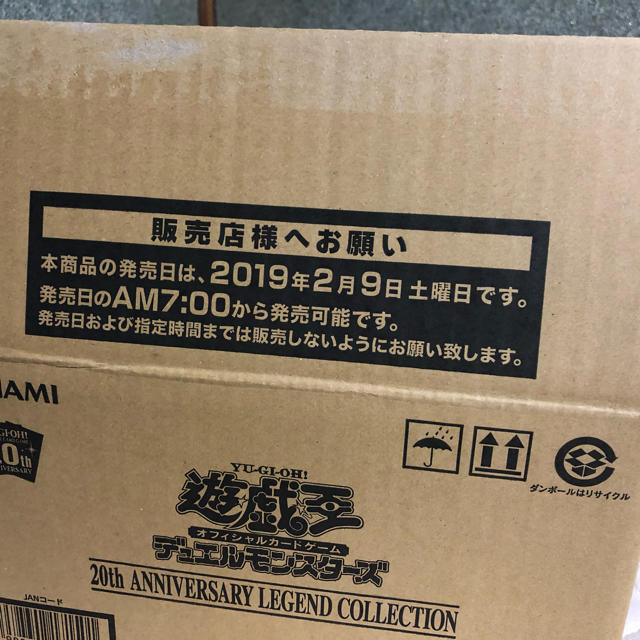 販売店様へお願い
本商品の発売日は、2019年2月9日土曜日です。
発売日のAM7:00から発売可能です。
発売日および指定時間までは販売しないようにお願い致します。
NAMI
GI-OH!
0th
VERSARY
ダンボールはリサイクル
YU-GI-OH!
遊戯王
オフィシャルカードゲーム
デュエルモンスターズ
20th ANNIVERSARY LEGEND COLLECTION
JANコード